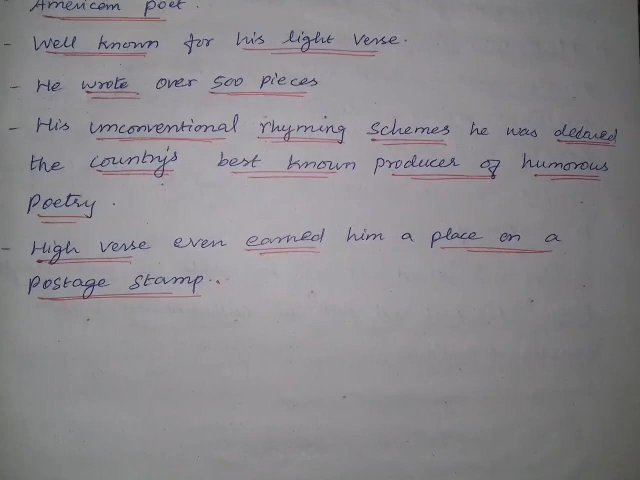 American poet.
- Well known for his light verse.
- He wrote over 500 pieces
- His unconventional rhyming schemes he was declared
the country's best known producer of humorous
poetry.
- High verse even earned him a place on a
postage stamp..